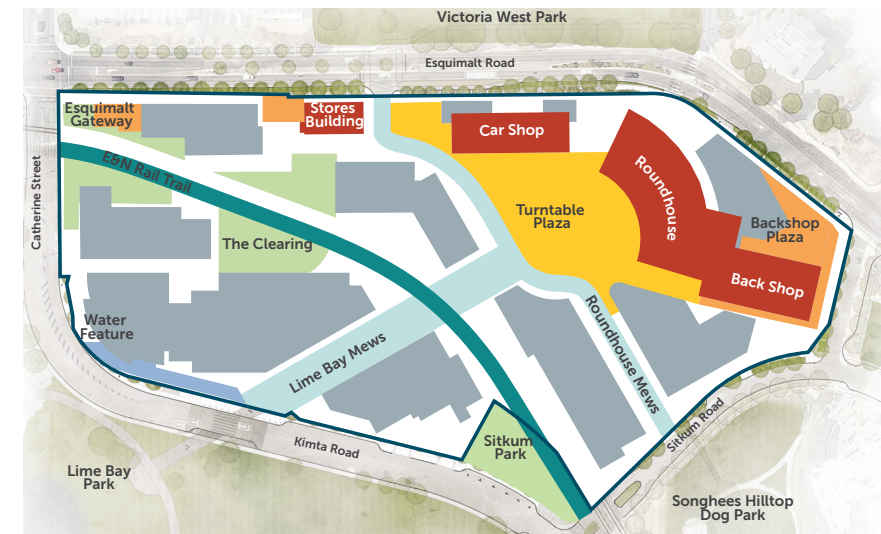 Victoria West Park
Esquimalt Road
Esquimalt
Gateway
Stores
Building
Car Shop
Catherine Street
E&N Rail Trail
Roundhouse
Turntable
Plaza
Backshop
Plaza
The Clearing
Back Shop
Water
Feature
Lime Bay Mews
Roundhouse Mews
Sitkum Road
Kimta Road
Sitkum
Park
Lime Bay
Park
Songhees Hilltop
Dog Park